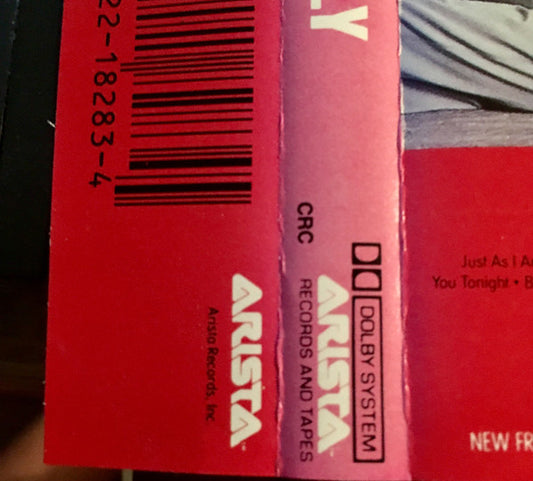 22-18283-4
ARISTA
Arista Records, Inc.
LY
CRC
ARISTA
RECORDS AND TAPES
DOLBY SYSTEM
Just As I
You Tonight •
NEW